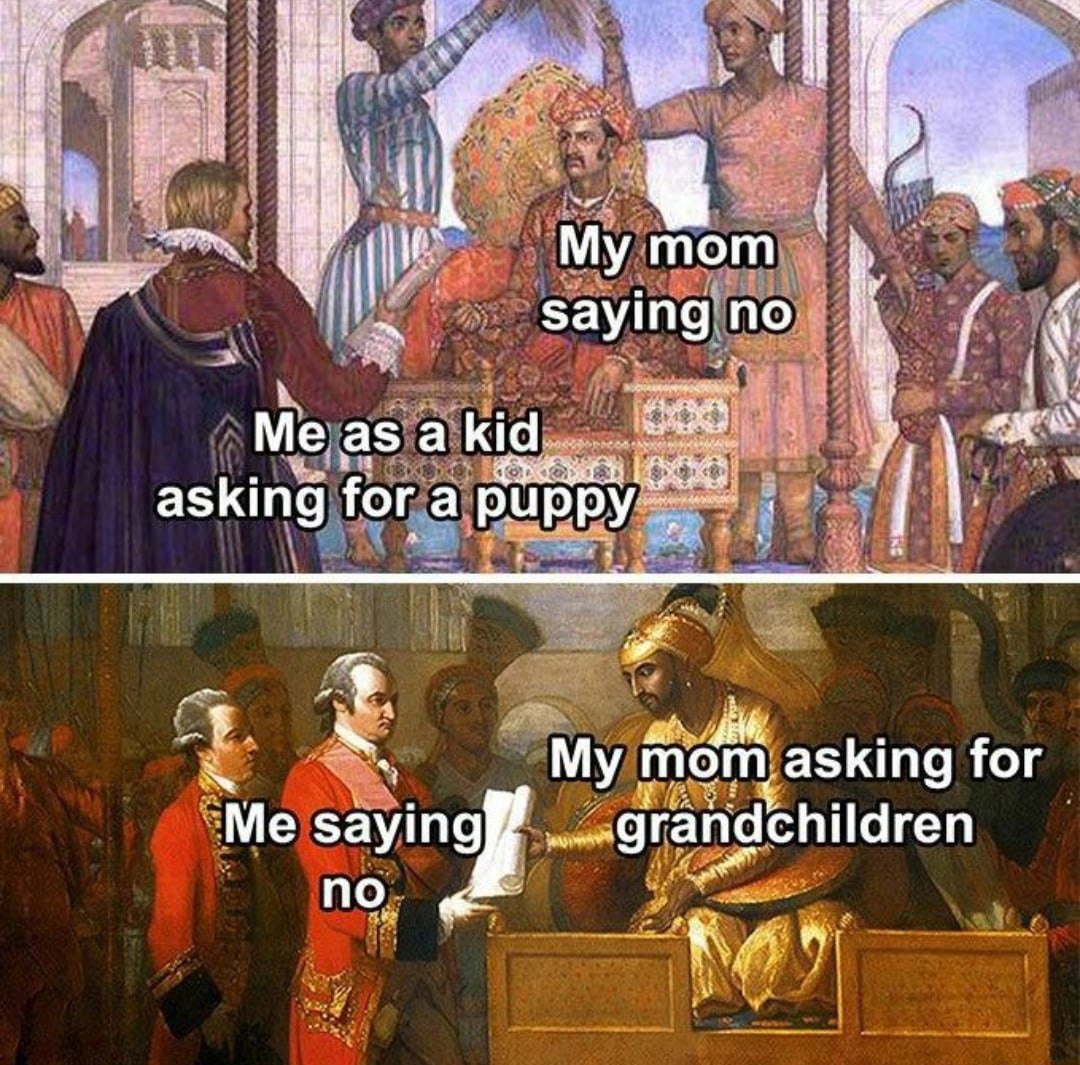 My mom
saying no
Me as a kid
asking for a puppy
My mom asking for
grandchildren
Me saying
no